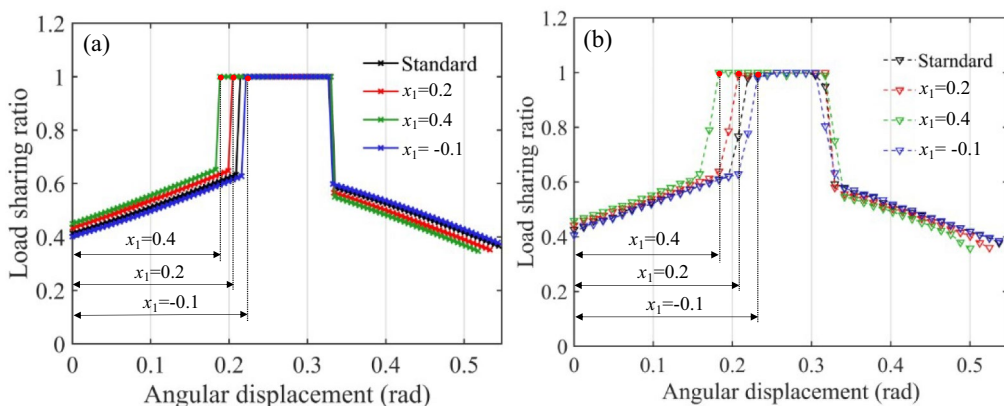 (a)
Load sharing ratio
1.2
1
0.8
0.6
0.4
0.2
0
Standard
x1=0.2
x1=0.4
x1= -0.1
x1=0.4
x1=0.2
x1=-0.1
0 0.1 0.2 0.3 0.4 0.5
Angular displacement (rad)
(b)
Load sharing ratio
1.2
1
0.8
0.6
0.4
0.2
0
Starndard
x1=0.2
x1=0.4
x1= -0.1
x1=0.4
x1=0.2
x1=-0.1
0 0.1 0.2 0.3 0.4 0.5
Angular displacement (rad)